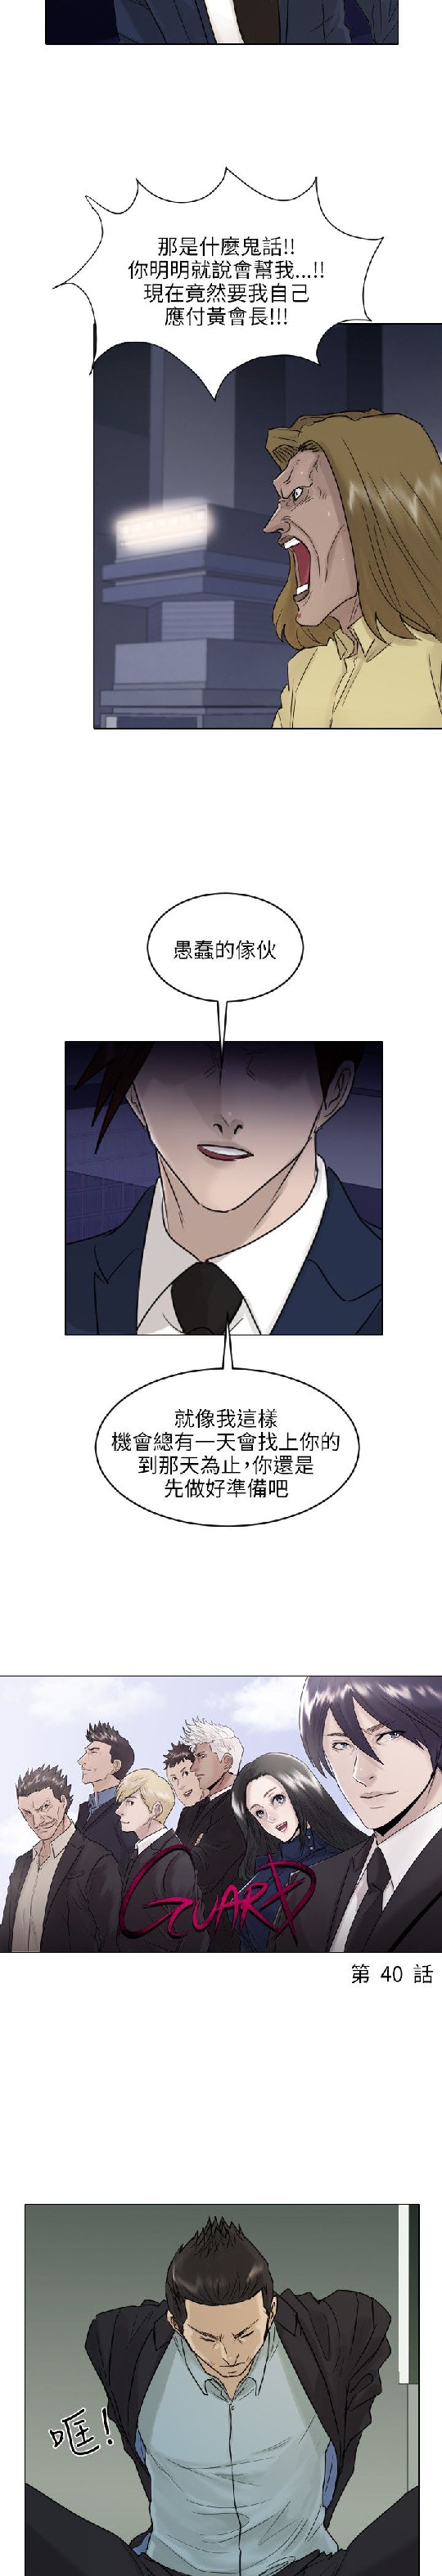 那是什麼鬼話!!
你明明就說會幫我...!!
現在竟然要我自己
應付黃會長!!!
愚蠢的傢伙
就像我這樣
機會總有一天會找上你的
到那天為止,你還是
先做好準備吧
GUARD
第 40 話
哐!